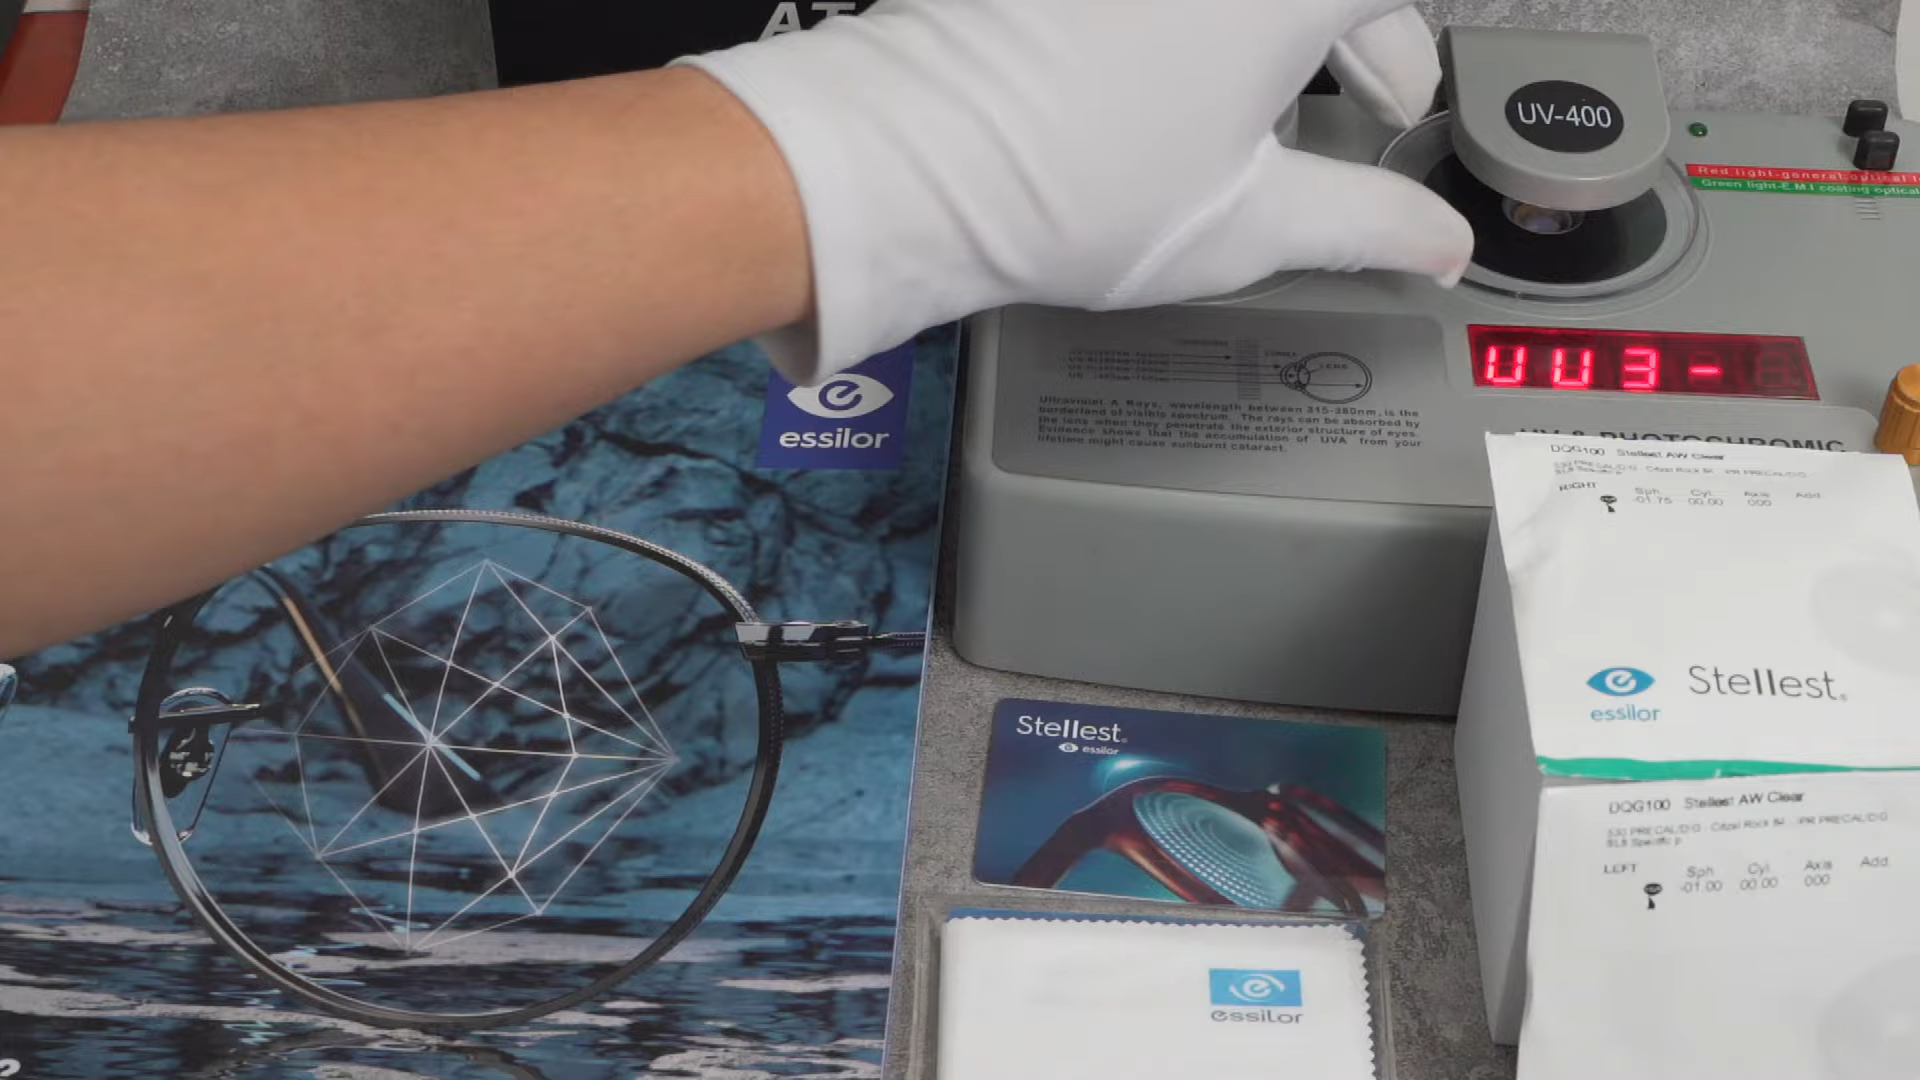 AT
UV-400
Red light-general optical l
Green light-E.M.I coating optical
UU3-
LENS
Ultraviolet A Rays, wavelength between 315-380nm, is the
borderland of visible spectrum. The rays can be absorbed by
the lens when they penetrate the exterior structure of eyes.
Evidence shows that the accumulation of UVA from your
lifetime might cause sunburnt cataract.
UV & PHOTOCHROMIC
essilor
DQG100 Stellest AW Clear
RIGHT
Sph Cyl Axis Add
-01.75 00.00 000
essilor
Stellest®
DQG100 Stellest AW Clear
LEFT
Sph Cyl Axis Add
-01.00 00.00 000
Stellest®
essilor
essilor
?